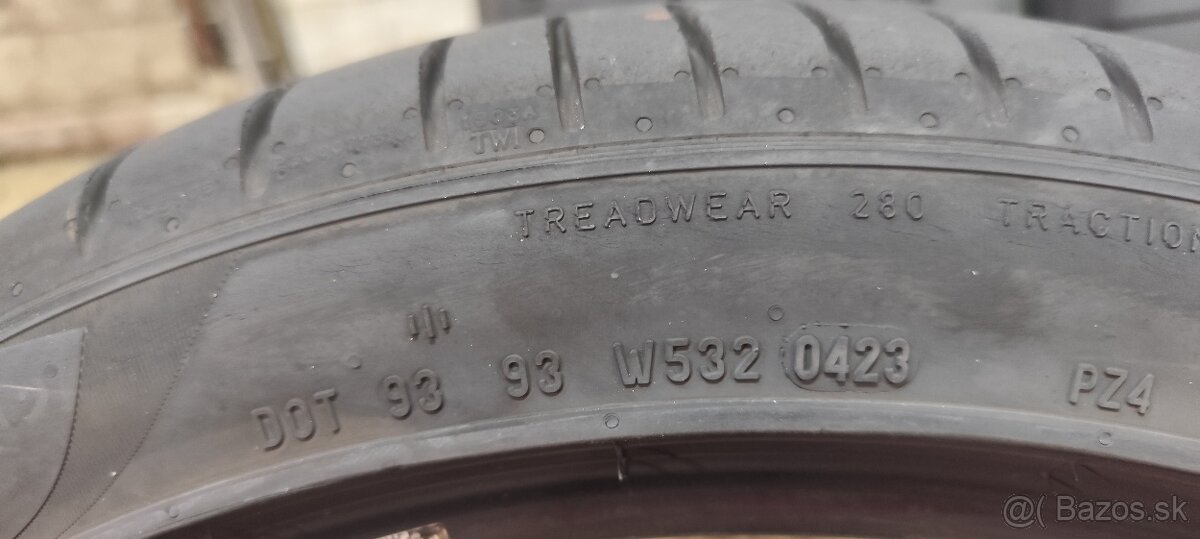 TWI
TREADWEAR 280 TRACTION
DOT 93 93 W532 0423 PZ4
@( Bazos.sk